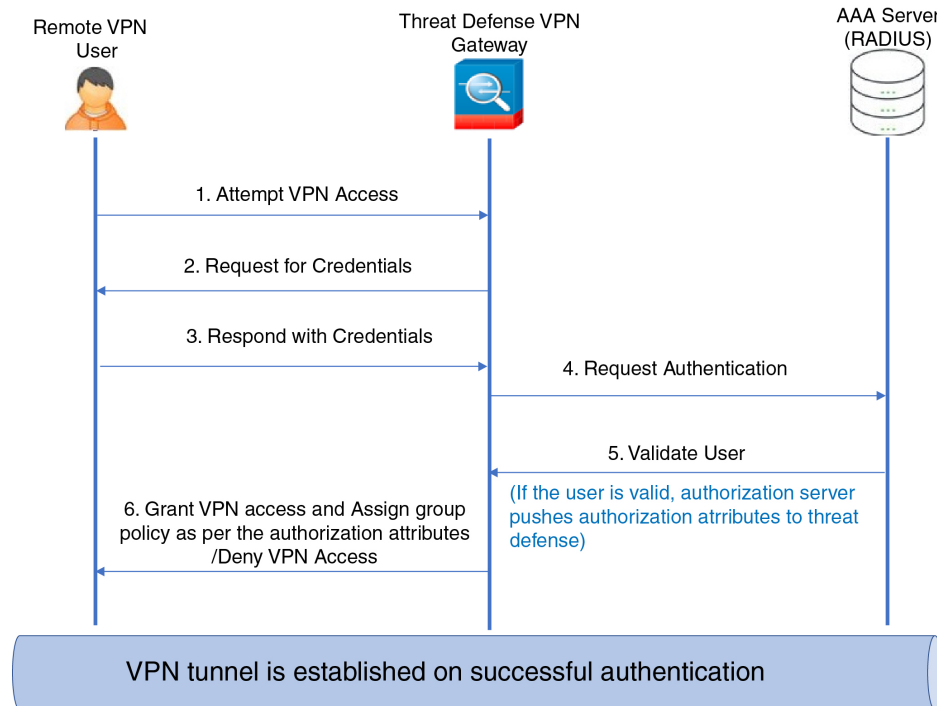 Remote VPN
User
Threat Defense VPN
Gateway
AAA Server
(RADIUS)
1. Attempt VPN Access
2. Request for Credentials
3. Respond with Credentials
4. Request Authentication
5. Validate User
(If the user is valid, authorization server
pushes authorization atrributes to threat
defense)
6. Grant VPN access and Assign group
policy as per the authorization attributes
/Deny VPN Access
VPN tunnel is established on successful authentication